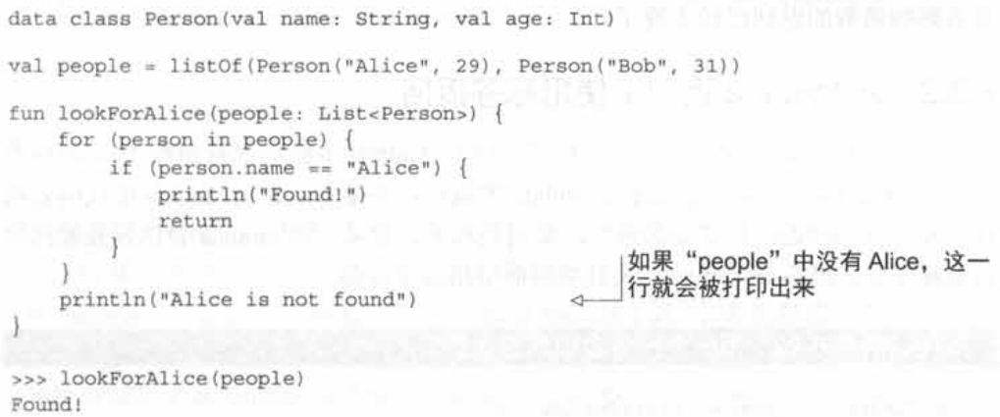 data class Person(val name: String, val age: Int)
val people = listOf(Person("Alice", 29), Person("Bob", 31))
fun lookForAlice(people: List<Person>) {
    for (person in people) {
        if (person.name == "Alice") {
            println("Found!")
            return
        }
    }
    println("Alice is not found")
如果“people”中没有 Alice，这一
行就会被打印出来
}
>>> lookForAlice(people)
Found!